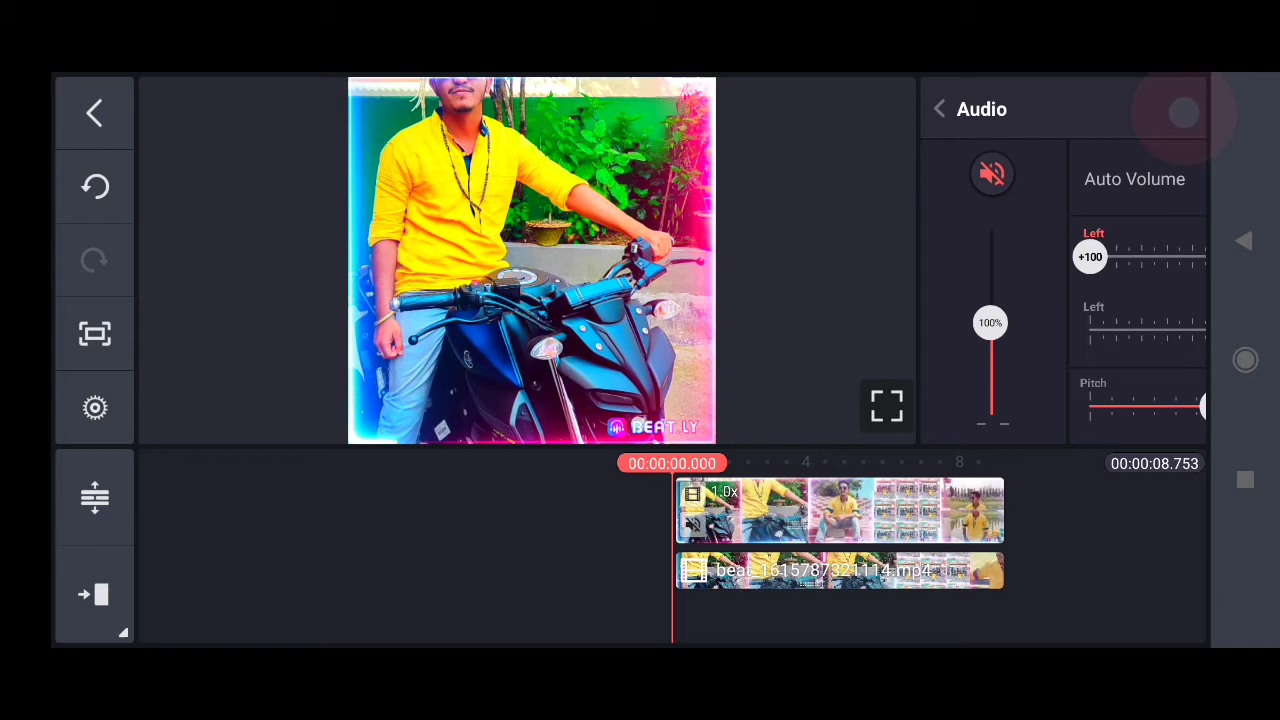 Audio
Auto Volume
Left
+100
100%
Left
Pitch
BEAT.LY
00:00:00.000
4
8
00:00:08.753
1.0x
beat_1615787321114.mp4